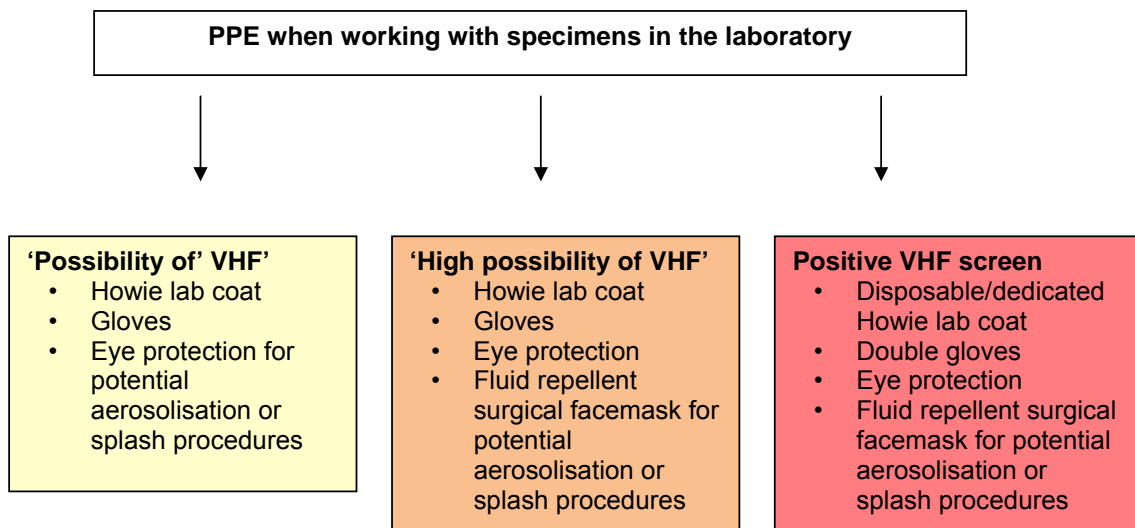 PPE when working with specimens in the laboratory
‘Possibility of’ VHF’
• Howie lab coat
• Gloves
• Eye protection for
potential
aerosolisation or
splash procedures
‘High possibility of VHF’
• Howie lab coat
• Gloves
• Eye protection
• Fluid repellent
surgical facemask for
potential
aerosolisation or
splash procedures
Positive VHF screen
• Disposable/dedicated
Howie lab coat
• Double gloves
• Eye protection
• Fluid repellent surgical
facemask for potential
aerosolisation or
splash procedures